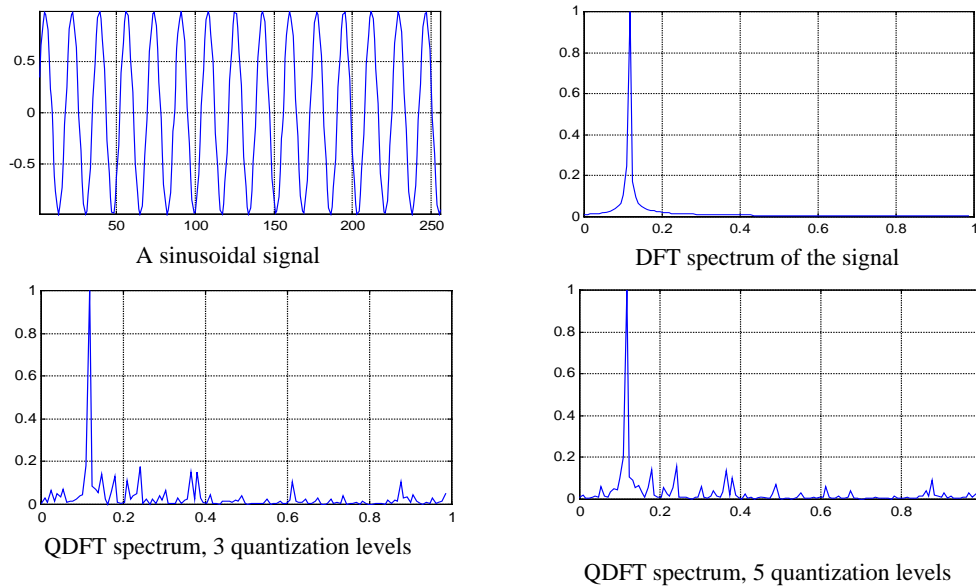 0.5
0
-0.5
50 100 150 200 250
A sinusoidal signal
1
0.8
0.6
0.4
0.2
0
0 0.2 0.4 0.6 0.8 1
DFT spectrum of the signal
1
0.8
0.6
0.4
0.2
0
0 0.2 0.4 0.6 0.8 1
QDFT spectrum, 3 quantization levels
1
0.8
0.6
0.4
0.2
0
0 0.2 0.4 0.6 0.8
QDFT spectrum, 5 quantization levels